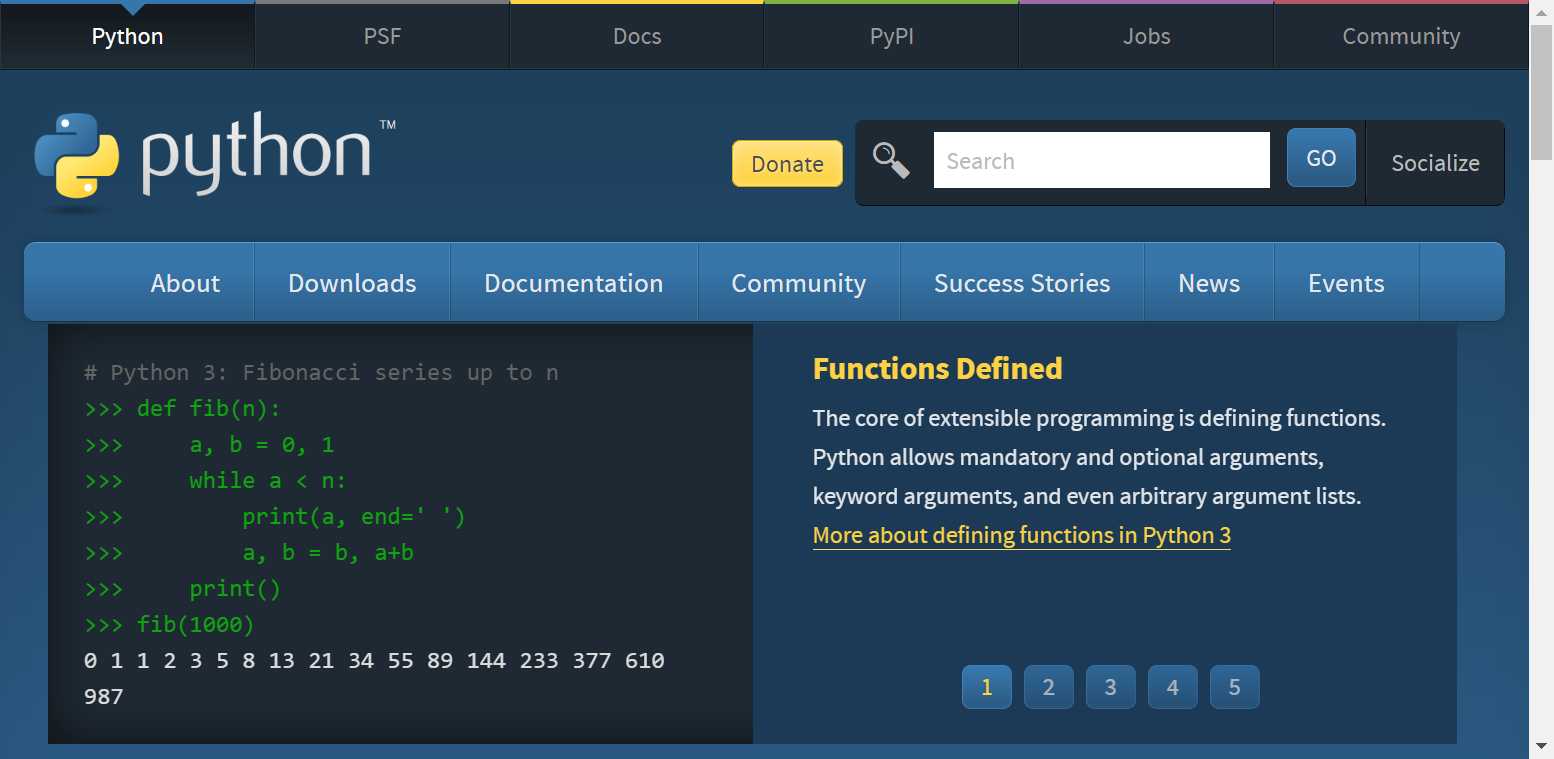 Python PSF Docs PyPI Jobs Community
python™
Donate Search GO Socialize
About Downloads Documentation Community Success Stories News Events
# Python 3: Fibonacci series up to n
>>> def fib(n):
>>>     a, b = 0, 1
>>>     while a < n:
>>>         print(a, end=' ')
>>>         a, b = b, a+b
>>>     print()
>>> fib(1000)
0 1 1 2 3 5 8 13 21 34 55 89 144 233 377 610
987
Functions Defined
The core of extensible programming is defining functions.
Python allows mandatory and optional arguments,
keyword arguments, and even arbitrary argument lists.
More about defining functions in Python 3
1 2 3 4 5